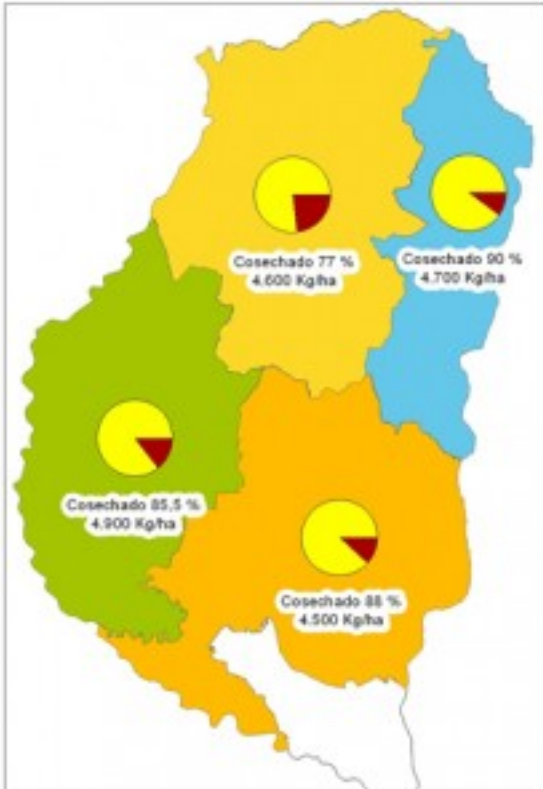 Cosechado 77 %
4.600 Kg/ha
Cosechado 90 %
4.700 Kg/ha
Cosechado 85,5 %
4.900 Kg/ha
Cosechado 88 %
4.500 Kg/ha